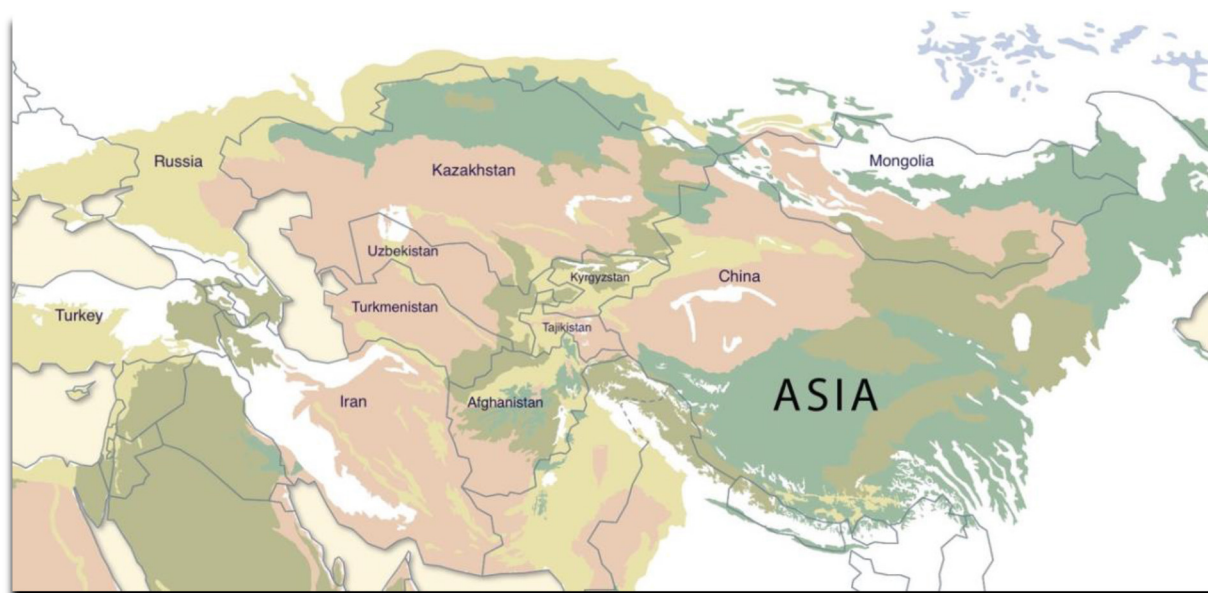 Russia
Mongolia
Kazakhstan
Uzbekistan
Kyrgyzstan
China
Turkmenistan
Turkey
Tajikistan
Iran
Afghanistan
ASIA